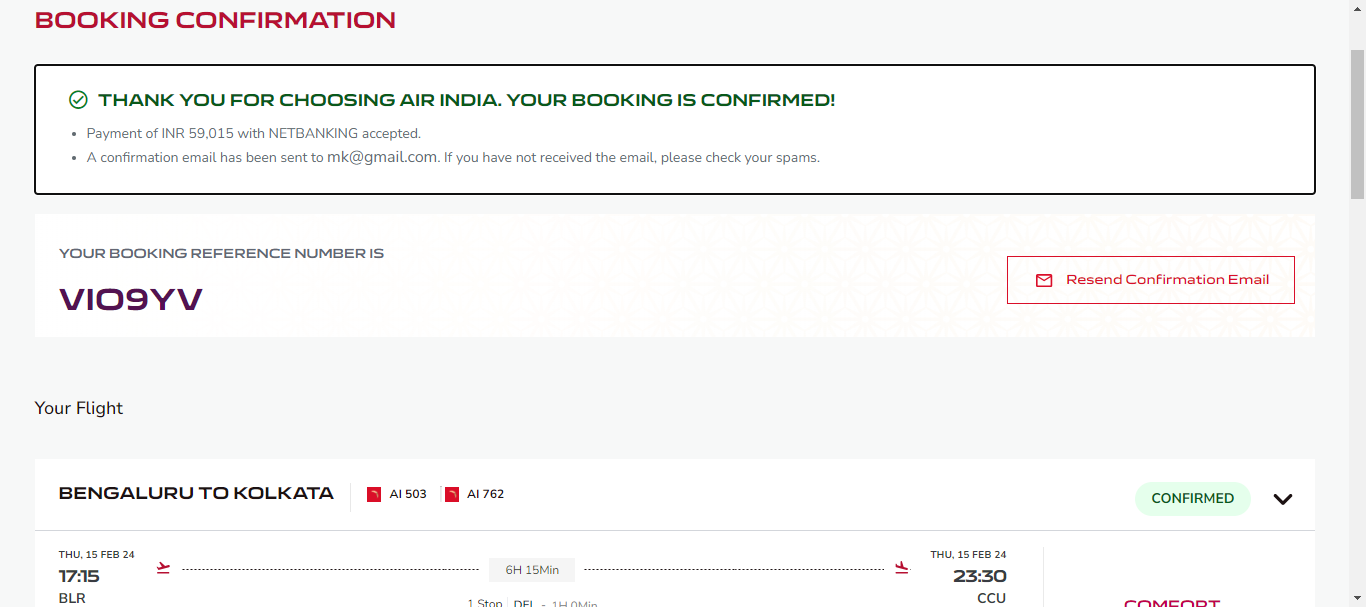 BOOKING CONFIRMATION
THANK YOU FOR CHOOSING AIR INDIA. YOUR BOOKING IS CONFIRMED!
• Payment of INR 59,015 with NETBANKING accepted.
• A confirmation email has been sent to mk@gmail.com. If you have not received the email, please check your spams.
YOUR BOOKING REFERENCE NUMBER IS
VIO9YV
Resend Confirmation Email
Your Flight
BENGALURU TO KOLKATA AI 503 AI 762
CONFIRMED
THU, 15 FEB 24
17:15
BLR
6H 15Min
1 Stop DEL - 1H 0Min
THU, 15 FEB 24
23:30
CCU
COMFORT